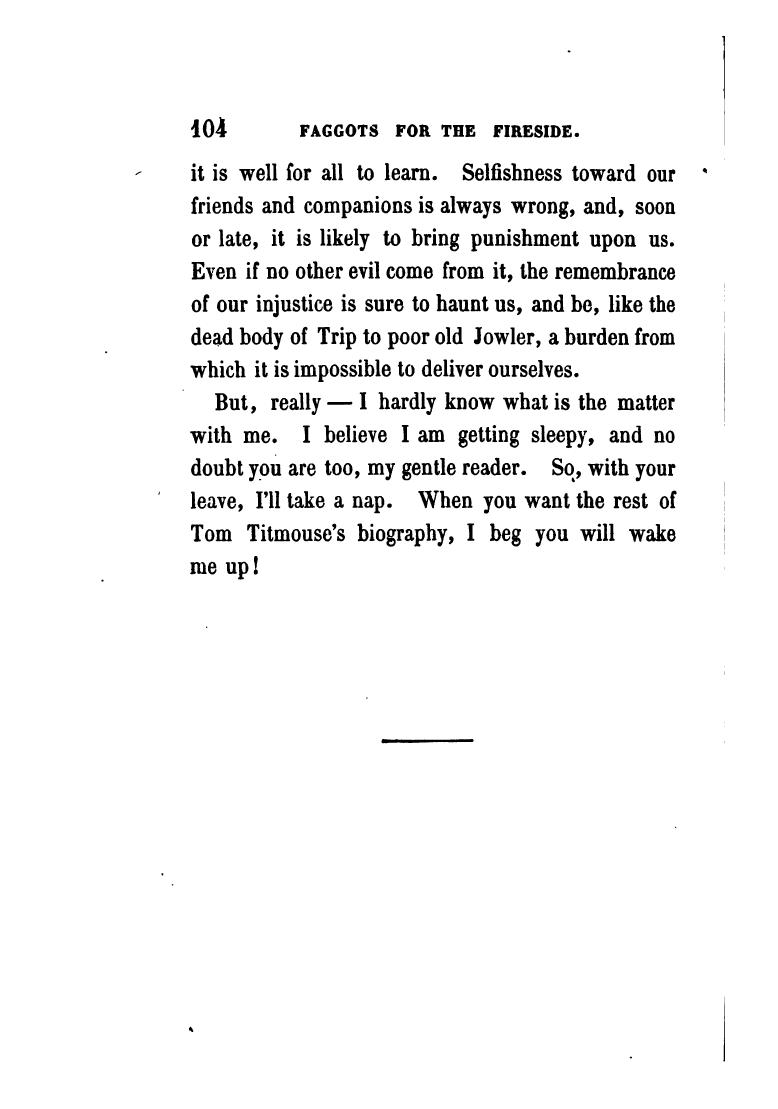 104 FAGGOTS FOR THE FIRESIDE.
it is well for all to learn. Selfishness toward our
friends and companions is always wrong, and, soon
or late, it is likely to bring punishment upon us.
Even if no other evil come from it, the remembrance
of our injustice is sure to haunt us, and be, like the
dead body of Trip to poor old Jowler, a burden from
which it is impossible to deliver ourselves.
But, really — I hardly know what is the matter
with me. I believe I am getting sleepy, and no
doubt you are too, my gentle reader. So, with your
leave, I'll take a nap. When you want the rest of
Tom Titmouse's biography, I beg you will wake
me up!